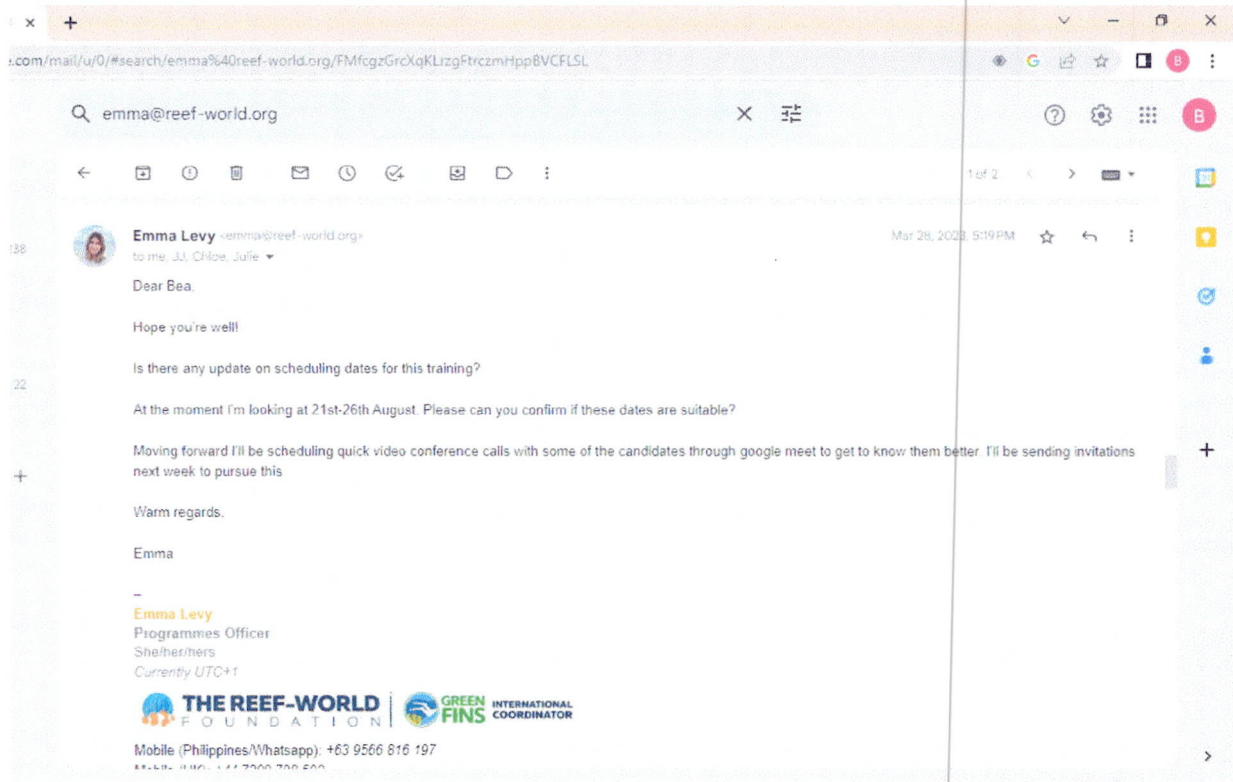 .com/mail/u/0/#search/emma%40reef-world.org/FMfcgzGrcXqKLrzgFtrczmHppBVCFLSL
B
emma@reef-world.org
B
1 of 2
Emma Levy <emma@reef-world.org>
Mar 28, 2023, 5:19 PM
to me, JJ, Chloe, Julie
Dear Bea,
Hope you're well!
Is there any update on scheduling dates for this training?
22
At the moment I'm looking at 21st-26th August. Please can you confirm if these dates are suitable?
Moving forward I'll be scheduling quick video conference calls with some of the candidates through google meet to get to know them better. I'll be sending invitations
next week to pursue this
Warm regards,
Emma
--
Emma Levy
Programmes Officer
She/her/hers
Currently UTC+1
THE REEF-WORLD
FOUNDATION
GREEN FINS
INTERNATIONAL COORDINATOR
Mobile (Philippines/Whatsapp): +63 9566 816 197